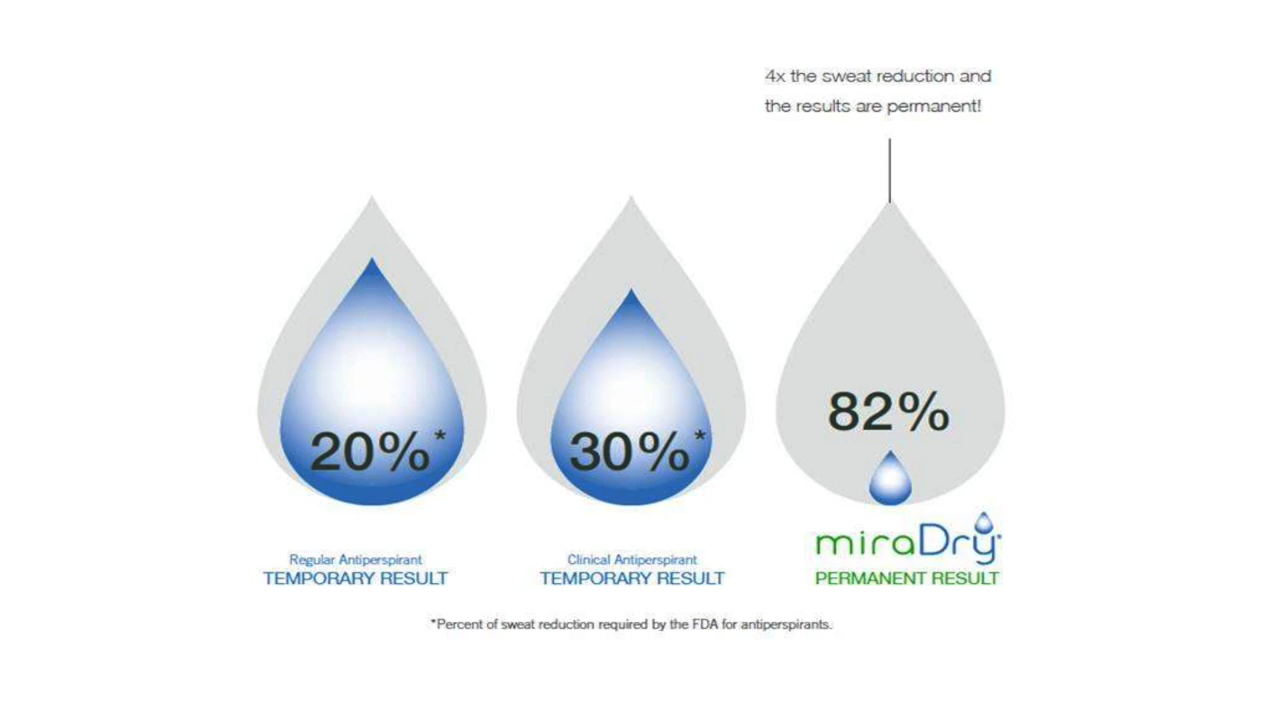 4x the sweat reduction and
the results are permanent!
20%*
30%*
82%
miraDry
Regular Antiperspirant
TEMPORARY RESULT
Clinical Antiperspirant
TEMPORARY RESULT
PERMANENT RESULT
*Percent of sweat reduction required by the FDA for antiperspirants.